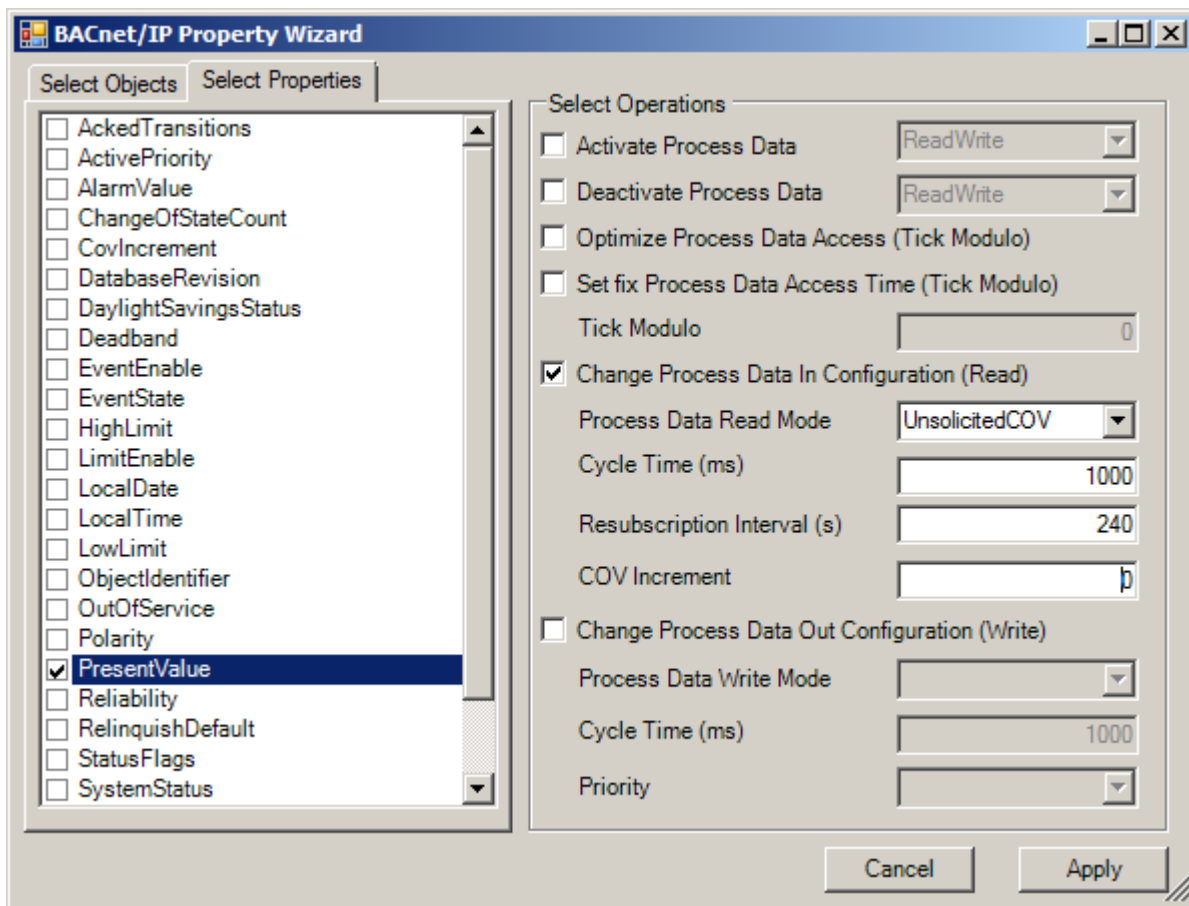 BACnet/IP Property Wizard
Select Objects
Select Properties
AckedTransitions
ActivePriority
AlarmValue
ChangeOfStateCount
CovIncrement
DatabaseRevision
DaylightSavingsStatus
Deadband
EventEnable
EventState
HighLimit
LimitEnable
LocalDate
LocalTime
LowLimit
ObjectIdentifier
OutOfService
Polarity
PresentValue
Reliability
RelinquishDefault
StatusFlags
SystemStatus
Select Operations
Activate Process Data ReadWrite
Deactivate Process Data ReadWrite
Optimize Process Data Access (Tick Modulo)
Set fix Process Data Access Time (Tick Modulo)
Tick Modulo 0
Change Process Data In Configuration (Read)
Process Data Read Mode UnsolicitedCOV
Cycle Time (ms) 1000
Resubscription Interval (s) 240
COV Increment 0
Change Process Data Out Configuration (Write)
Process Data Write Mode
Cycle Time (ms) 1000
Priority
Cancel Apply